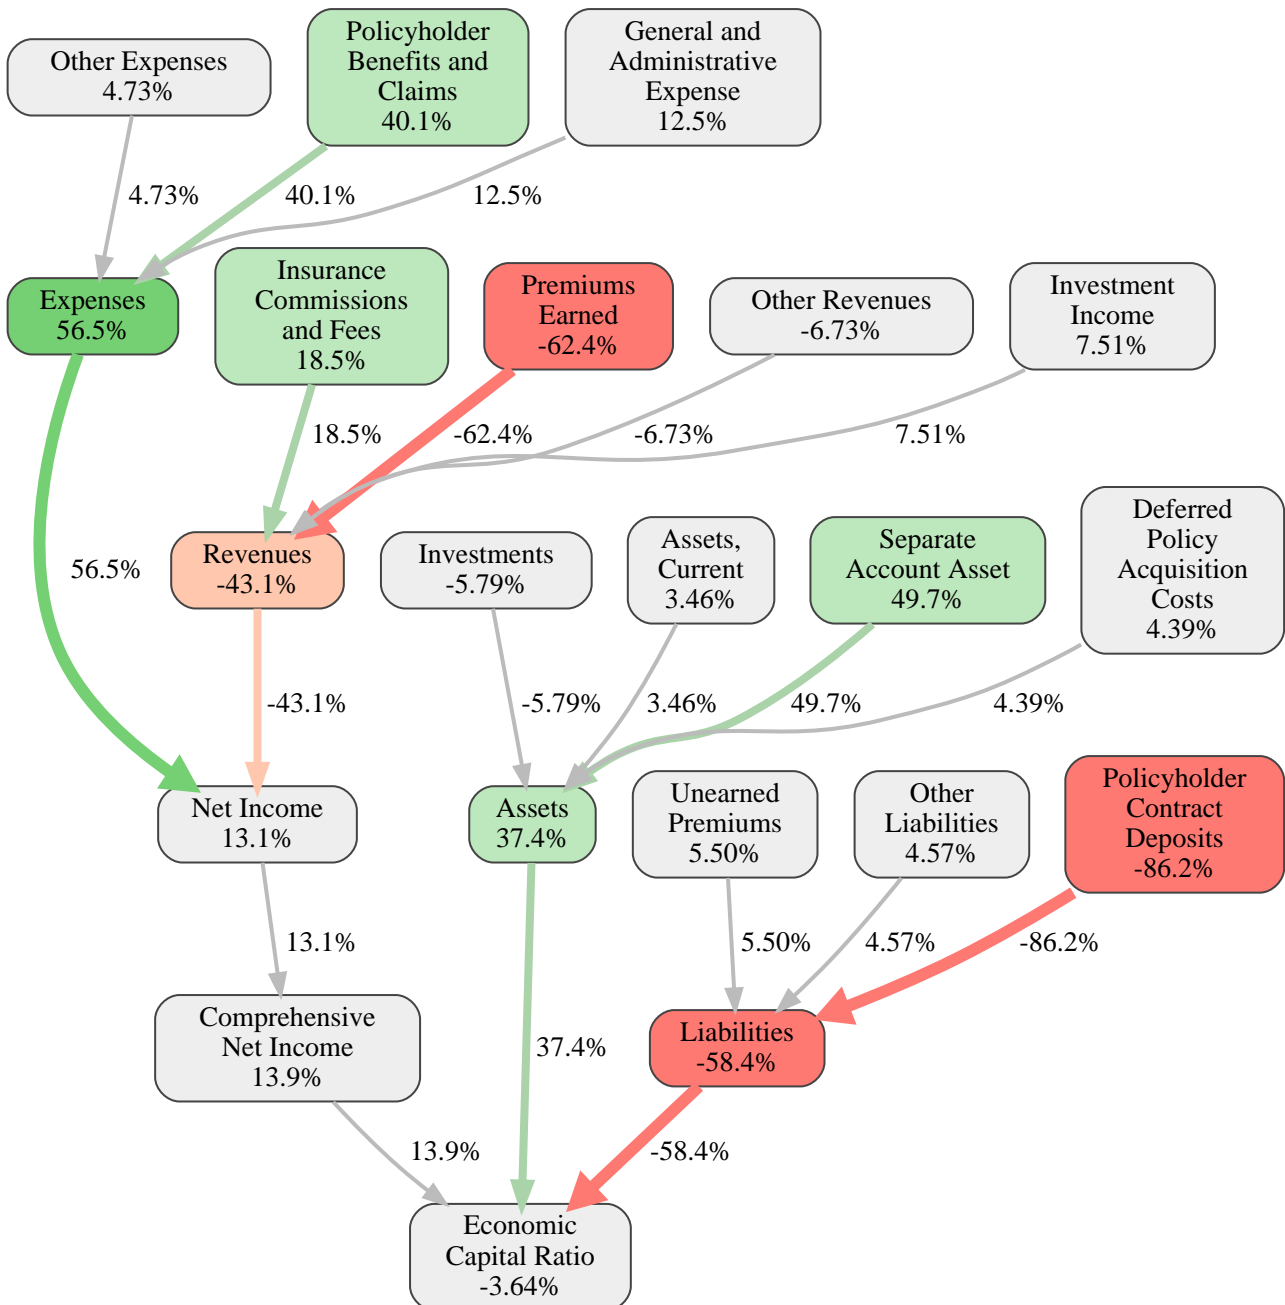 Other Expenses
4.73%
Policyholder
Benefits and
Claims
40.1%
General and
Administrative
Expense
12.5%
4.73%
40.1%
12.5%
Expenses
56.5%
Insurance
Commissions
and Fees
18.5%
Premiums
Earned
-62.4%
Other Revenues
-6.73%
Investment
Income
7.51%
18.5%
-62.4%
-6.73%
7.51%
56.5%
Revenues
-43.1%
Investments
-5.79%
Assets,
Current
3.46%
Separate
Account Asset
49.7%
Deferred
Policy
Acquisition
Costs
4.39%
-43.1%
-5.79%
3.46%
49.7%
4.39%
Net Income
13.1%
Assets
37.4%
Unearned
Premiums
5.50%
Other
Liabilities
4.57%
Policyholder
Contract
Deposits
-86.2%
13.1%
5.50%
4.57%
-86.2%
Comprehensive
Net Income
13.9%
37.4%
Liabilities
-58.4%
13.9%
-58.4%
Economic
Capital Ratio
-3.64%